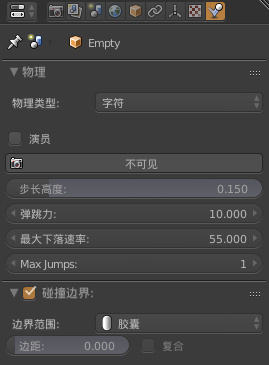 Empty
物理
物理类型: 字符
演员
不可见
步长高度: 0.150
弹跳力: 10.000
最大下落速率: 55.000
Max Jumps: 1
碰撞边界:
边界范围: 胶囊
边距: 0.000 复合